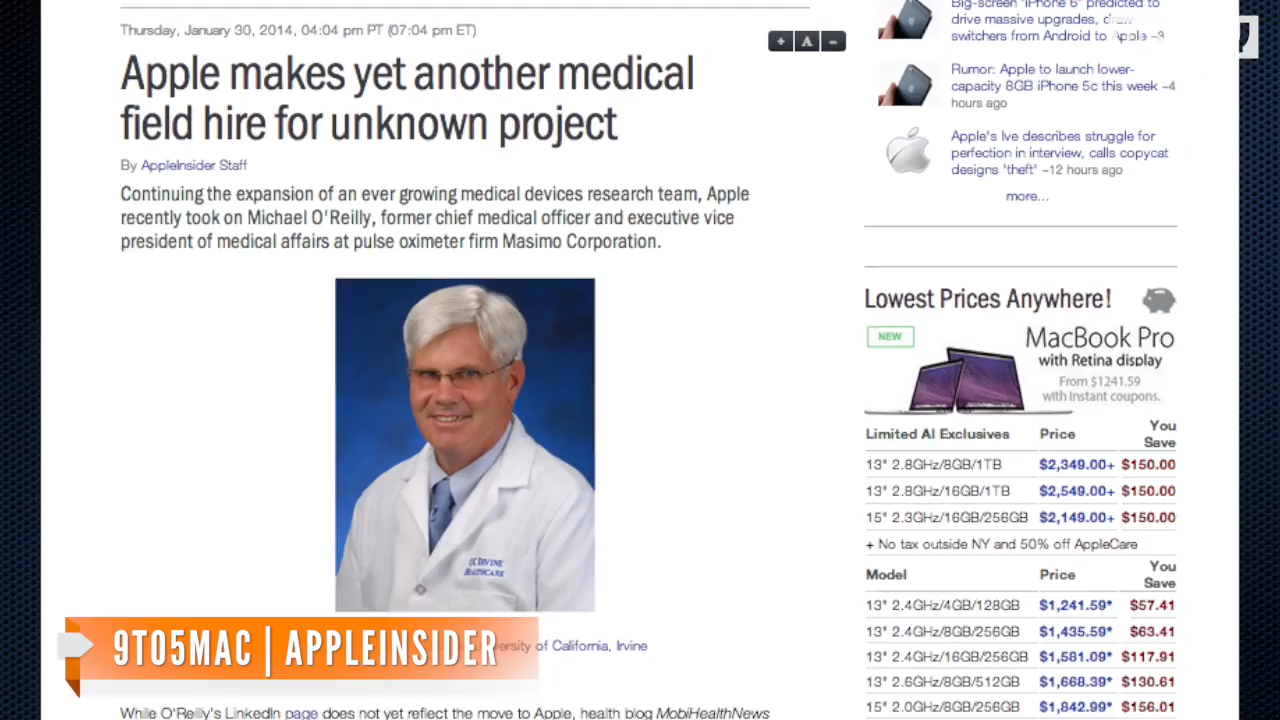 Thursday, January 30, 2014, 04:04 pm PT (07:04 pm ET)
+ A -
Apple makes yet another medical
field hire for unknown project
By AppleInsider Staff
Continuing the expansion of an ever growing medical devices research team, Apple
recently took on Michael O'Reilly, former chief medical officer and executive vice
president of medical affairs at pulse oximeter firm Masimo Corporation.
UC IRVINE
HEALTHCARE
of California, Irvine
9TO5MAC | APPLEINSIDER
While O'Reilly's LinkedIn page does not yet reflect the move to Apple, health blog MobiHealthNews
Big-screen "iPhone 6" predicted to
drive massive upgrades, draw
switchers from Android to Apple ~3
Rumor: Apple to launch lower-
capacity 8GB iPhone 5c this week ~4
hours ago
Apple's Ive describes struggle for
perfection in interview, calls copycat
designs 'theft' ~12 hours ago
more...
Lowest Prices Anywhere!
NEW
MacBook Pro
with Retina display
From $1241.59
with instant coupons.
Limited AI Exclusives Price You Save
13" 2.8GHz/8GB/1TB $2,349.00+ $150.00
13" 2.8GHz/16GB/1TB $2,549.00+ $150.00
15" 2.3GHz/16GB/256GB $2,149.00+ $150.00
+ No tax outside NY and 50% off AppleCare
Model Price You Save
13" 2.4GHz/4GB/128GB $1,241.59* $57.41
13" 2.4GHz/8GB/256GB $1,435.59* $63.41
13" 2.4GHz/16GB/256GB $1,581.09* $117.91
13" 2.6GHz/8GB/512GB $1,668.39* $130.61
15" 2.0GHz/8GB/256GB $1,842.99* $156.01